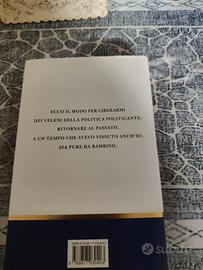 ECCO IL MODO PER LIBERARMI
DEI VELENI DELLA POLITICA POLITICANTE:
RITORNARE AL PASSATO,
A UN TEMPO CHE AVEVO VISSUTO ANCH'IO,
SIA PURE DA BAMBINO.
subito